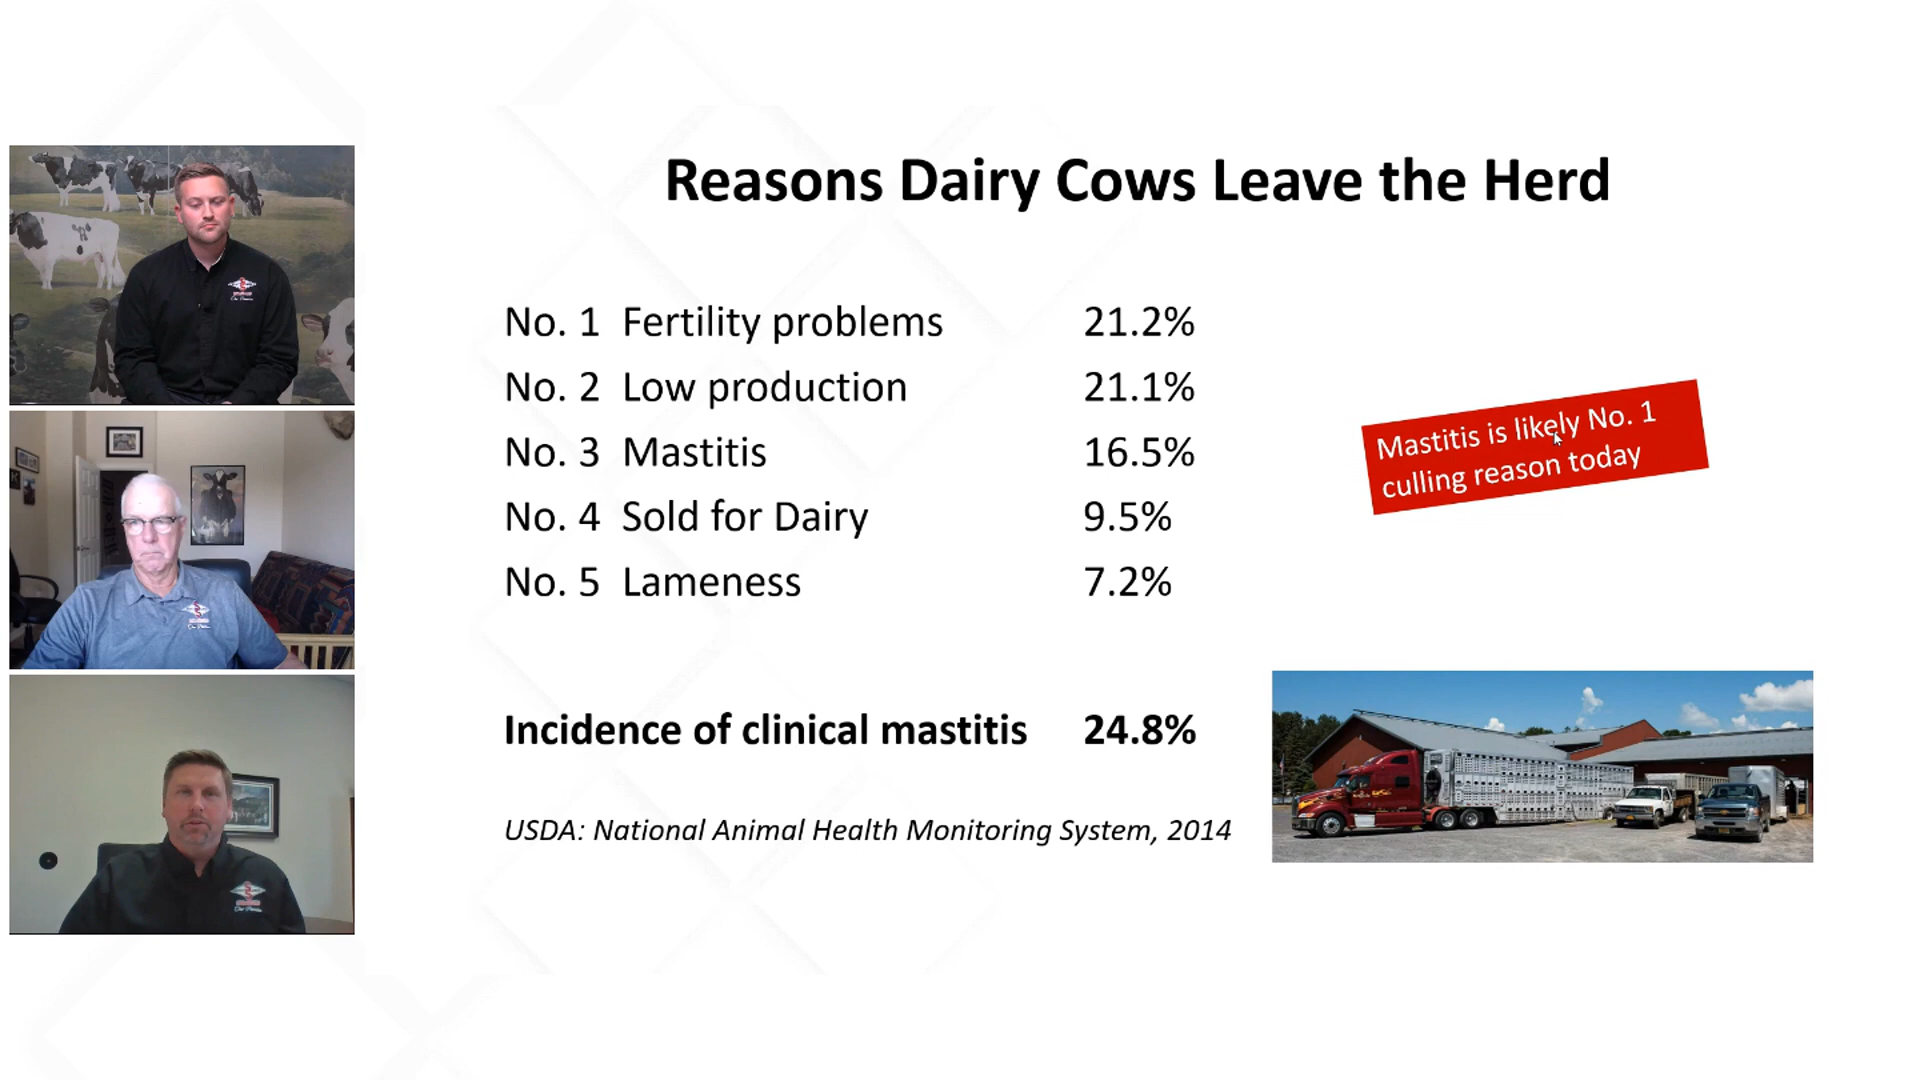 Reasons Dairy Cows Leave the Herd
No. 1 Fertility problems 21.2%
No. 2 Low production 21.1%
No. 3 Mastitis 16.5%
No. 4 Sold for Dairy 9.5%
No. 5 Lameness 7.2%
Mastitis is likely No. 1
culling reason today
Incidence of clinical mastitis 24.8%
USDA: National Animal Health Monitoring System, 2014